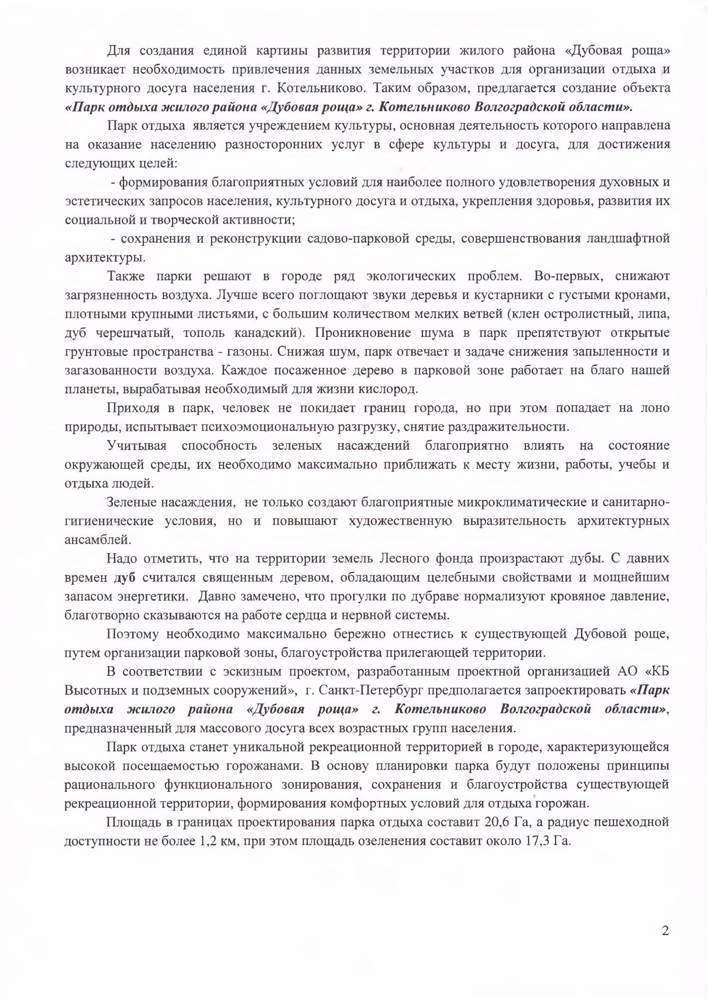 Для создания единой картины развития территории жилого района «Дубовая роща»
возникает необходимость привлечения данных земельных участков для организации отдыха и
культурного досуга населения г. Котельниково. Таким образом, предлагается создание объекта
«Парк отдыха жилого района «Дубовая роща» г. Котельниково Волгоградской области».
Парк отдыха является учреждением культуры, основная деятельность которого направлена
на оказание населению разносторонних услуг в сфере культуры и досуга, для достижения
следующих целей:
- формирования благоприятных условий для наиболее полного удовлетворения духовных и
эстетических запросов населения, культурного досуга и отдыха, укрепления здоровья, развития их
социальной и творческой активности;
- сохранения и реконструкции садово-парковой среды, совершенствования ландшафтной
архитектуры.
Также парки решают в городе ряд экологических проблем. Во-первых, снижают
загрязненность воздуха. Лучше всего поглощают звуки деревья и кустарники с густыми кронами,
плотными крупными листьями, с большим количеством мелких ветвей (клен остролистный, липа,
дуб черешчатый, тополь канадский). Проникновение шума в парк препятствуют открытые
грунтовые пространства - газоны. Снижая шум, парк отвечает и задаче снижения запыленности и
загазованности воздуха. Каждое посаженное дерево в парковой зоне работает на благо нашей
планеты, вырабатывая необходимый для жизни кислород.
Приходя в парк, человек не покидает границ города, но при этом попадает на лоно
природы, испытывает психоэмоциональную разгрузку, снятие раздражительности.
Учитывая способность зеленых насаждений благоприятно влиять на состояние
окружающей среды, их необходимо максимально приближать к месту жизни, работы, учебы и
отдыха людей.
Зеленые насаждения, не только создают благоприятные микроклиматические и санитарно-
гигиенические условия, но и повышают художественную выразительность архитектурных
ансамблей.
Надо отметить, что на территории земель Лесного фонда произрастают дубы. С давних
времен дуб считался священным деревом, обладающим целебными свойствами и мощнейшим
запасом энергетики. Давно замечено, что прогулки по дубраве нормализуют кровяное давление,
благотворно сказываются на работе сердца и нервной системы.
Поэтому необходимо максимально бережно отнестись к существующей Дубовой роще,
путем организации парковой зоны, благоустройства прилегающей территории.
В соответствии с эскизным проектом, разработанным проектной организацией АО «КБ
Высотных и подземных сооружений», г. Санкт-Петербург предполагается запроектировать «Парк
отдыха жилого района «Дубовая роща» г. Котельниково Волгоградской области»,
предназначенный для массового досуга всех возрастных групп населения.
Парк отдыха станет уникальной рекреационной территорией в городе, характеризующейся
высокой посещаемостью горожанами. В основу планировки парка будут положены принципы
рационального функционального зонирования, сохранения и благоустройства существующей
рекреационной территории, формирования комфортных условий для отдыха горожан.
Площадь в границах проектирования парка отдыха составит 20,6 Га, а радиус пешеходной
доступности не более 1,2 км, при этом площадь озеленения составит около 17,3 Га.
2